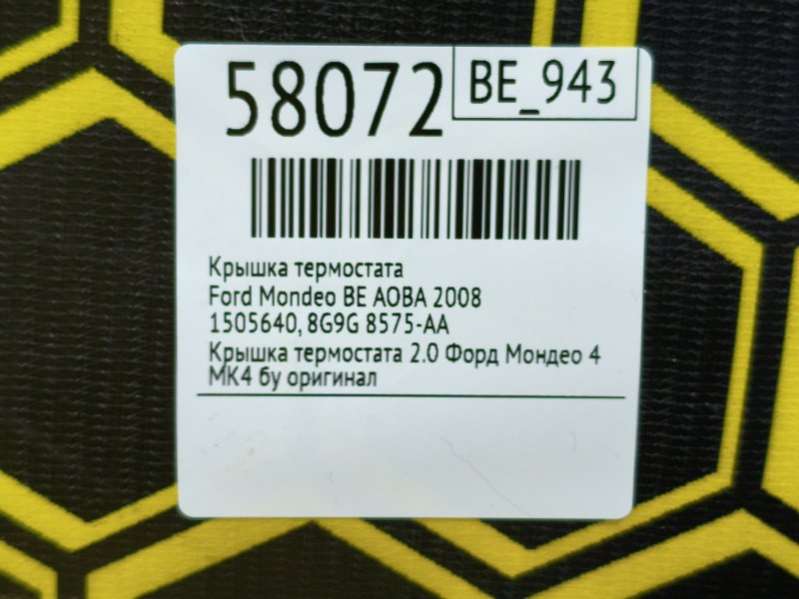 58072
BE_943
Крышка термостата
Ford Mondeo BE AOBA 2008
1505640, 8G9G 8575-AA
Крышка термостата 2.0 Форд Мондео 4
МК4 бу оригинал